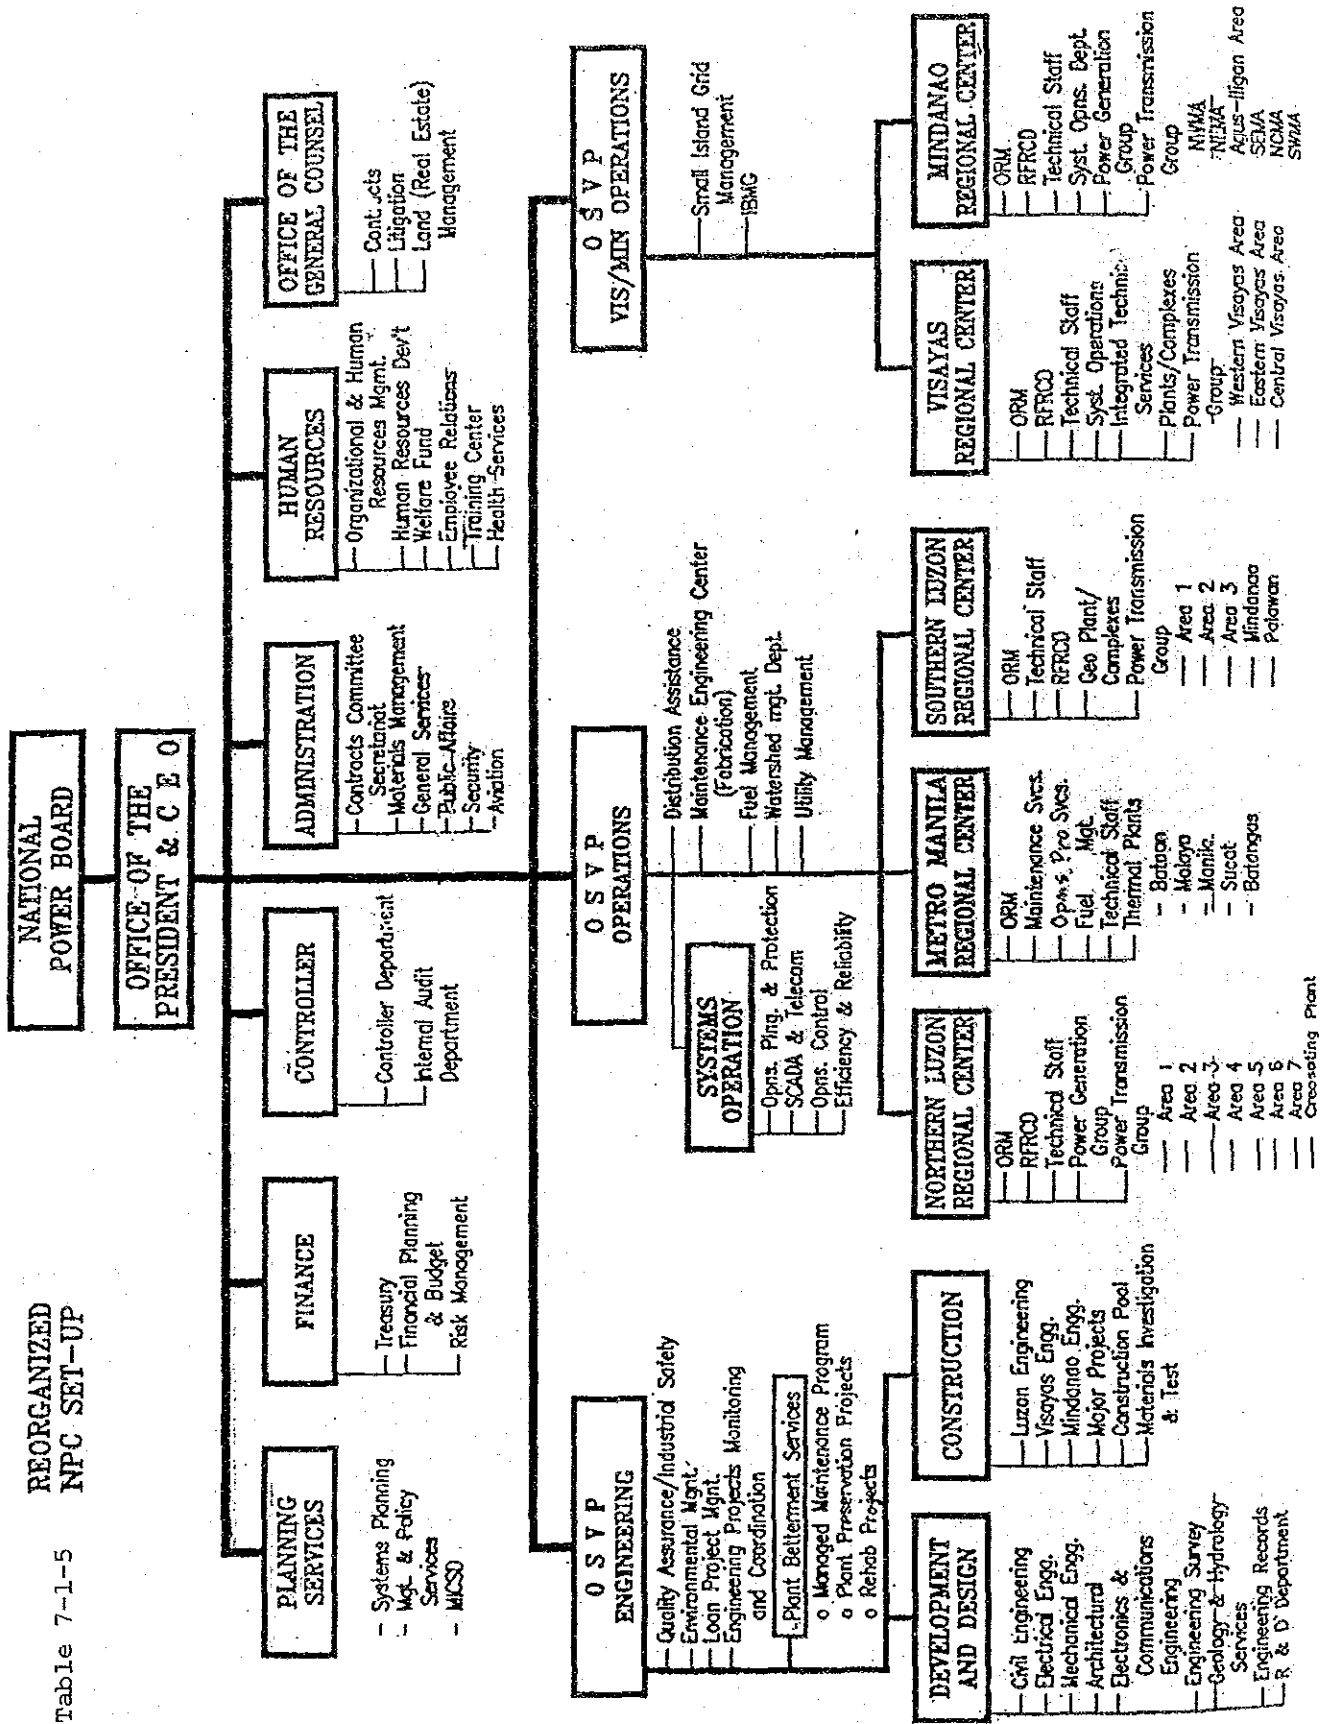 Table 7-1-5
REORGANIZED
NPC SET-UP
NATIONAL
POWER BOARD
OFFICE OF THE
PRESIDENT & C E O
PLANNING
SERVICES
Systems Planning
Mgt. & Policy
Services
MICSD
FINANCE
Treasury
Financial Planning
& Budget
Risk Management
CONTROLLER
Controller Department
Internal Audit
Department
ADMINISTRATION
Contracts Committee
Secretariat
Materials Management
General Services
Public Affairs
Security
Aviation
HUMAN
RESOURCES
Organizational & Human
Resources Mgmt.
Human Resources Dev't
Welfare Fund
Employee Relations
Training Center
Health Services
OFFICE OF THE
GENERAL COUNSEL
Contracts
Litigation
Land (Real Estate)
Management
O S V P
ENGINEERING
Quality Assurance/Industrial Safety
Environmental Mgnt.
Loan Project Mgnt.
Engineering Projects Monitoring
and Coordination
Plant Betterment Services
o Managed Maintenance Program
o Plant Preservation Projects
o Rehab Projects
O S V P
OPERATIONS
Distribution Assistance
Maintenance Engineering Center
(Fabrication)
Fuel Management
Watershed mgt. Dept.
Utility Management
SYSTEMS
OPERATION
Opns. Plng. & Protection
SCADA & Telecom
Opns. Control
Efficiency & Reliability
O S V P
VIS/MIN OPERATIONS
Small Island Grid
Management
IBMG
DEVELOPMENT
AND DESIGN
Civil Engineering
Electrical Engg.
Mechanical Engg.
Architectural
Electronics &
Communications
Engineering
Engineering Survey
Geology & Hydrology
Services
Engineering Records
R & D Department
CONSTRUCTION
Luzon Engineering
Visayas Engg.
Mindanao Engg.
Major Projects
Construction Pool
Materials Investigation
& Test
NORTHERN LUZON
REGIONAL CENTER
ORM
RFRCD
Technical Staff
Power Generation
Group
Power Transmission
Group
Area 1
Area 2
Area 3
Area 4
Area 5
Area 6
Area 7
Creosating Plant
METRO MANILA
REGIONAL CENTER
ORM
Maintenance Svcs.
Opms. Pro Svcs.
Fuel Mgt.
Technical Staff
Thermal Plants
- Bataan
- Malaya
- Manila
- Sucat
- Batangas
SOUTHERN LUZON
REGIONAL CENTER
ORM
Technical Staff
RFRCD
Geo Plant/
Complexes
Power Transmission
Group
Area 1
Area 2
Area 3
Mindanao
Palawan
VISAYAS
REGIONAL CENTER
ORM
RFRCD
Technical Staff
Syst. Operations
Integrated Technic
Services
Plants/Complexes
Power Transmission
Group
Western Visayas Area
Eastern Visayas Area
Central Visayas Area
MINDANAO
REGIONAL CENTER
ORM
RFRCD
Technical Staff
Syst. Opns. Dept.
Power Generation
Group
Power Transmission
Group
NWMA
NEMA
Agus-Iligan Area
SEMA
NCMA
SWMA